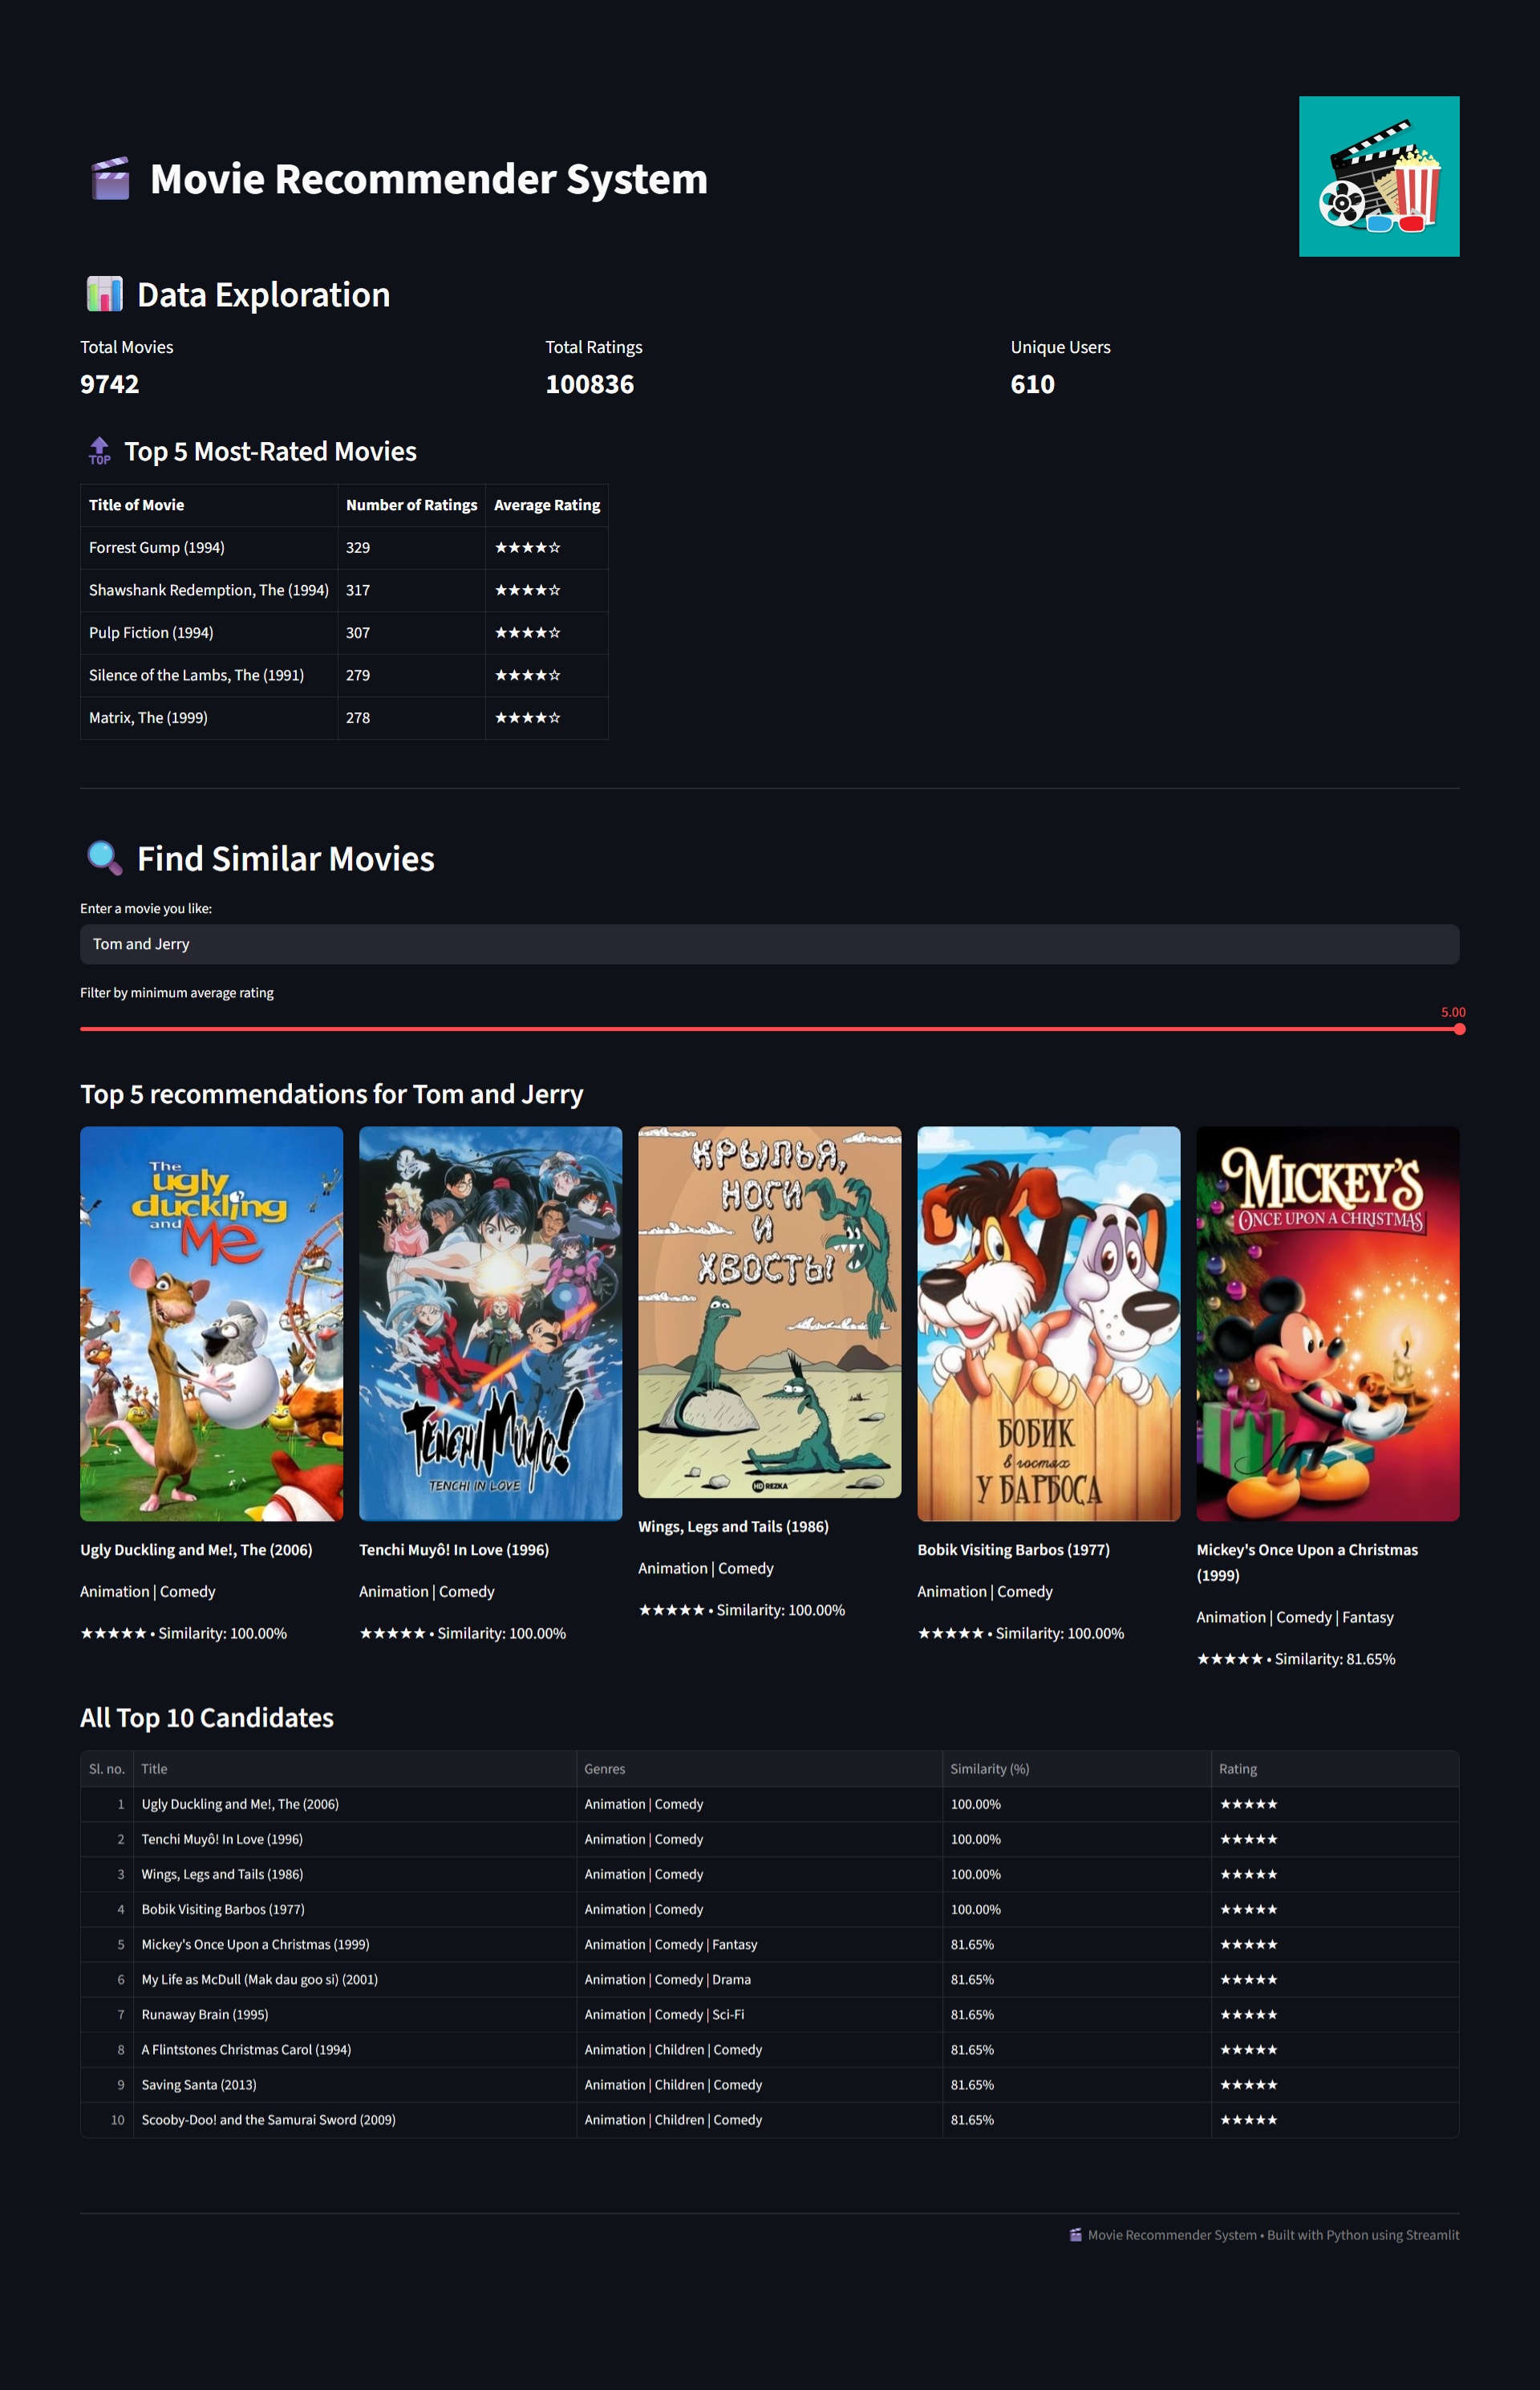 Movie Recommender System
Data Exploration
Total Movies
Total Ratings
Unique Users
9742
100836
610
TOP
Top 5 Most-Rated Movies
Title of Movie Number of Ratings Average Rating
Forrest Gump (1994) 329 ★★★★☆
Shawshank Redemption, The (1994) 317 ★★★★☆
Pulp Fiction (1994) 307 ★★★★☆
Silence of the Lambs, The (1991) 279 ★★★★☆
Matrix, The (1999) 278 ★★★★☆
Find Similar Movies
Enter a movie you like:
Tom and Jerry
Filter by minimum average rating
5.00
Top 5 recommendations for Tom and Jerry
The
ugly
duckling
and Me
TENCHI MUYO!
TENCHI IN LOVE
КРЫЛЬЯ,
НОГИ
И
ХВОСТЫ
HD REZKA
БОБИК
в гостях
У БАРБОСА
MICKEY'S
ONCE UPON A CHRISTMAS
Ugly Duckling and Me!, The (2006)
Animation | Comedy
★★★★★ • Similarity: 100.00%
Tenchi Muyô! In Love (1996)
Animation | Comedy
★★★★★ • Similarity: 100.00%
Wings, Legs and Tails (1986)
Animation | Comedy
★★★★★ • Similarity: 100.00%
Bobik Visiting Barbos (1977)
Animation | Comedy
★★★★★ • Similarity: 100.00%
Mickey's Once Upon a Christmas
(1999)
Animation | Comedy | Fantasy
★★★★★ • Similarity: 81.65%
All Top 10 Candidates
Sl. no. Title Genres Similarity (%) Rating
1 Ugly Duckling and Me!, The (2006) Animation | Comedy 100.00% ★★★★★
2 Tenchi Muyô! In Love (1996) Animation | Comedy 100.00% ★★★★★
3 Wings, Legs and Tails (1986) Animation | Comedy 100.00% ★★★★★
4 Bobik Visiting Barbos (1977) Animation | Comedy 100.00% ★★★★★
5 Mickey's Once Upon a Christmas (1999) Animation | Comedy | Fantasy 81.65% ★★★★★
6 My Life as McDull (Mak dau goo si) (2001) Animation | Comedy | Drama 81.65% ★★★★★
7 Runaway Brain (1995) Animation | Comedy | Sci-Fi 81.65% ★★★★★
8 A Flintstones Christmas Carol (1994) Animation | Children | Comedy 81.65% ★★★★★
9 Saving Santa (2013) Animation | Children | Comedy 81.65% ★★★★★
10 Scooby-Doo! and the Samurai Sword (2009) Animation | Children | Comedy 81.65% ★★★★★
Movie Recommender System • Built with Python using Streamlit